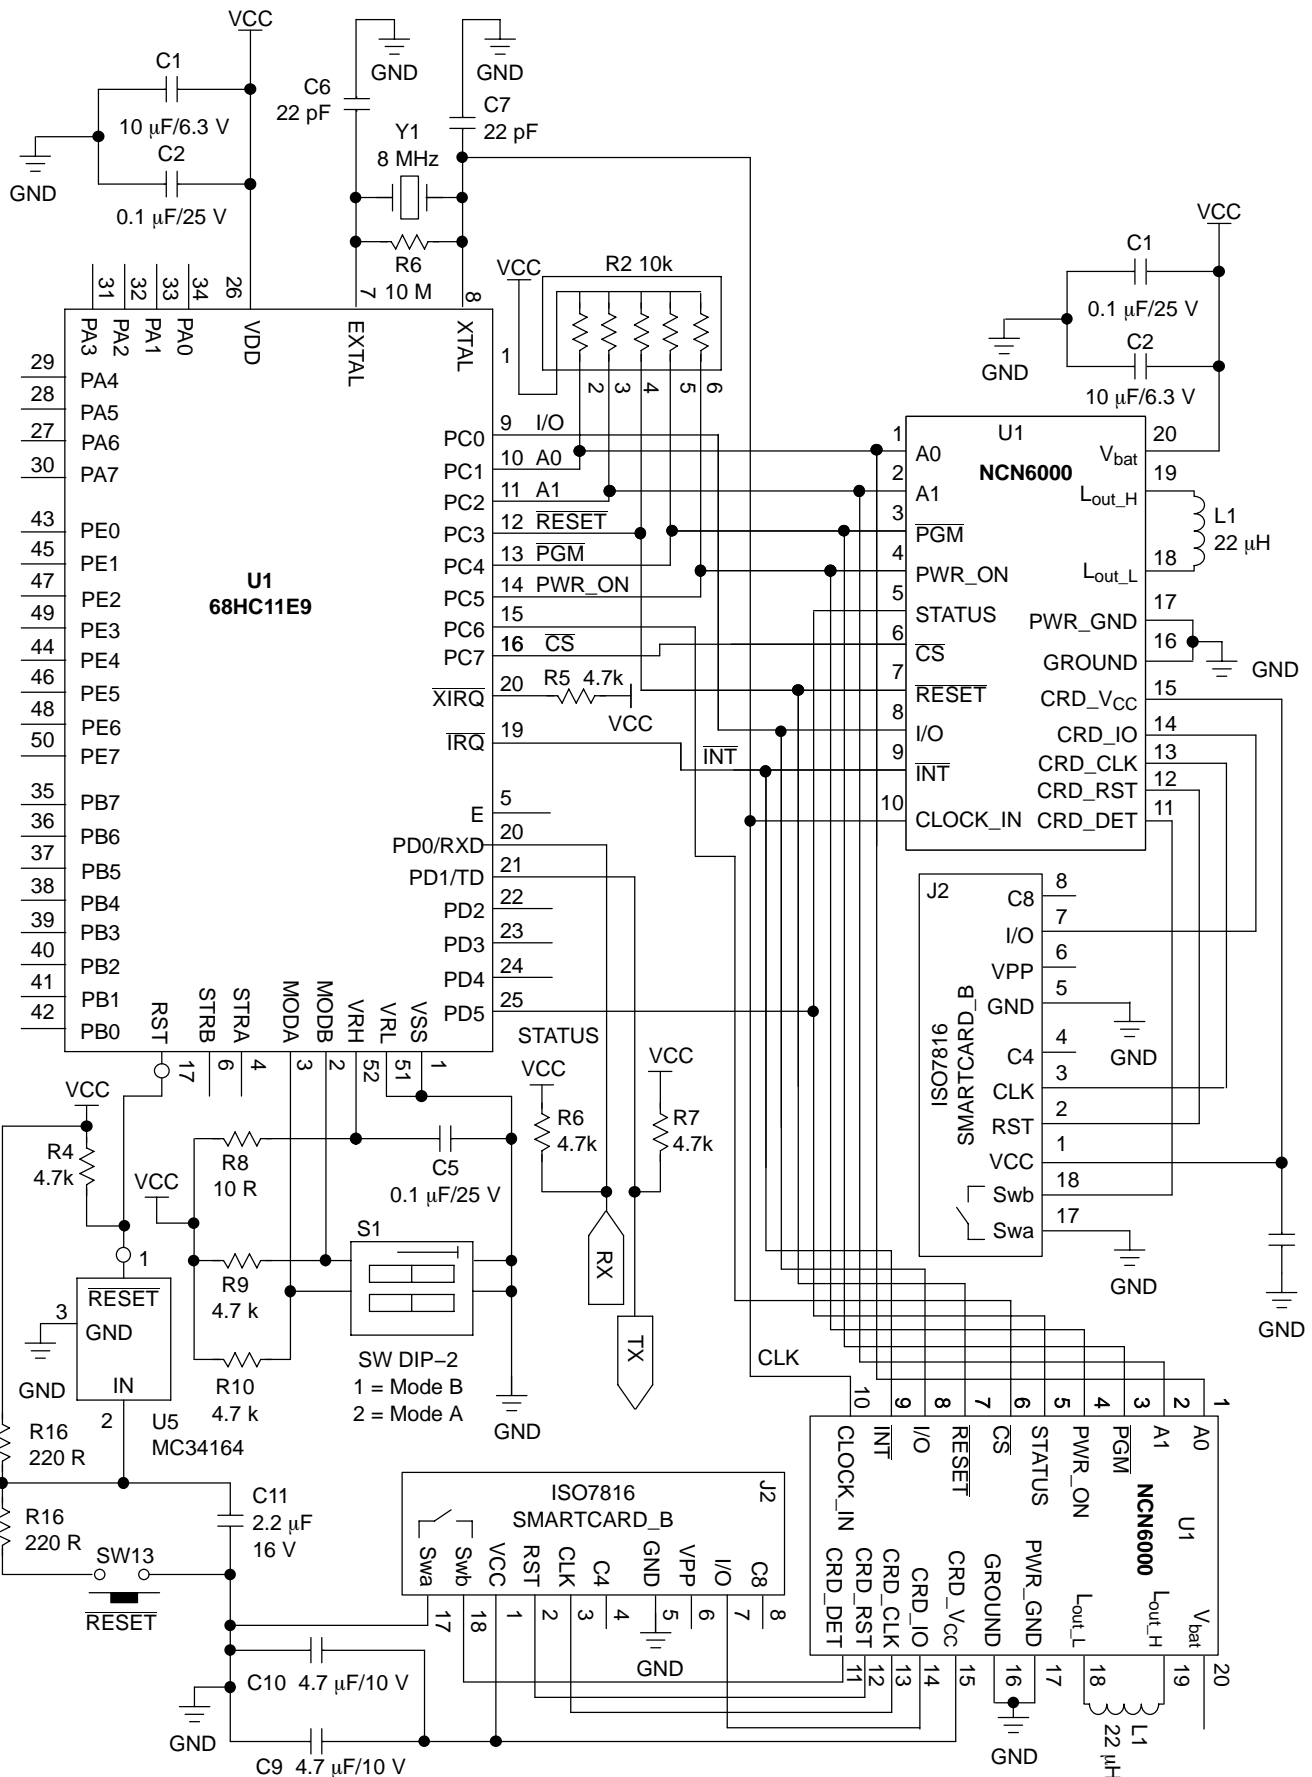 VCC
C1
10 μF/6.3 V
C2
0.1 μF/25 V
GND
C6
22 pF
GND
GND
C7
22 pF
Y1
8 MHz
R6
10 M
VCC
R2 10k
1
2
3
4
5
6
VCC
C1
0.1 μF/25 V
C2
10 μF/6.3 V
GND
31
32
33
34
26
7
8
PA3
PA2
PA1
PA0
VDD
EXTAL
XTAL
29
PA4
28
PA5
27
PA6
30
PA7
43
PE0
45
PE1
47
PE2
49
PE3
44
PE4
46
PE5
48
PE6
50
PE7
35
PB7
36
PB6
37
PB5
38
PB4
39
PB3
40
PB2
41
PB1
42
PB0
U1
68HC11E9
PC0
9
I/O
PC1
10
A0
PC2
11
A1
PC3
12
RESET
PC4
13
PGM
PC5
14
PWR_ON
PC6
15
PC7
16
CS
XIRQ
20
R5 4.7k
VCC
IRQ
19
INT
E
5
PD0/RXD
20
PD1/TD
21
PD2
22
PD3
23
PD4
24
PD5
25
STATUS
RST
STRB
STRA
MODA
MODB
VRH
VRL
VSS
17
6
4
3
2
52
51
1
U1
NCN6000
1
A0
2
A1
3
PGM
4
PWR_ON
5
STATUS
6
CS
7
RESET
8
I/O
9
INT
10
CLOCK_IN
20
Vbat
19
Lout_H
18
Lout_L
17
PWR_GND
16
GROUND
15
CRD_VCC
14
CRD_IO
13
CRD_CLK
12
CRD_RST
11
CRD_DET
L1
22 μH
GND
J2
ISO7816
SMARTCARD_B
C8
8
I/O
7
VPP
6
GND
5
C4
4
CLK
3
RST
2
VCC
1
Swb
18
Swa
17
GND
GND
GND
VCC
R4
4.7k
VCC
R8
10 R
C5
0.1 μF/25 V
R9
4.7 k
R10
4.7 k
S1
SW DIP–2
1 = Mode B
2 = Mode A
GND
VCC
R6
4.7k
VCC
R7
4.7k
RX
TX
1
RESET
3
GND
IN
2
GND
U5
MC34164
R16
220 R
R16
220 R
C11
2.2 μF
16 V
SW13
RESET
C10 4.7 μF/10 V
GND
C9 4.7 μF/10 V
J2
ISO7816
SMARTCARD_B
Swa
Swb
VCC
RST
CLK
C4
GND
VPP
I/O
C8
17
18
1
2
3
4
5
6
7
8
GND
CLK
10
9
8
7
6
5
4
3
2
1
CLOCK_IN
INT
I/O
RESET
CS
STATUS
PWR_ON
PGM
A1
A0
NCN6000
U1
CRD_DET
CRD_RST
CRD_CLK
CRD_IO
CRD_VCC
GROUND
PWR_GND
Lout_L
Lout_H
Vbat
11
12
13
14
15
16
17
18
19
20
GND
L1
22 μH